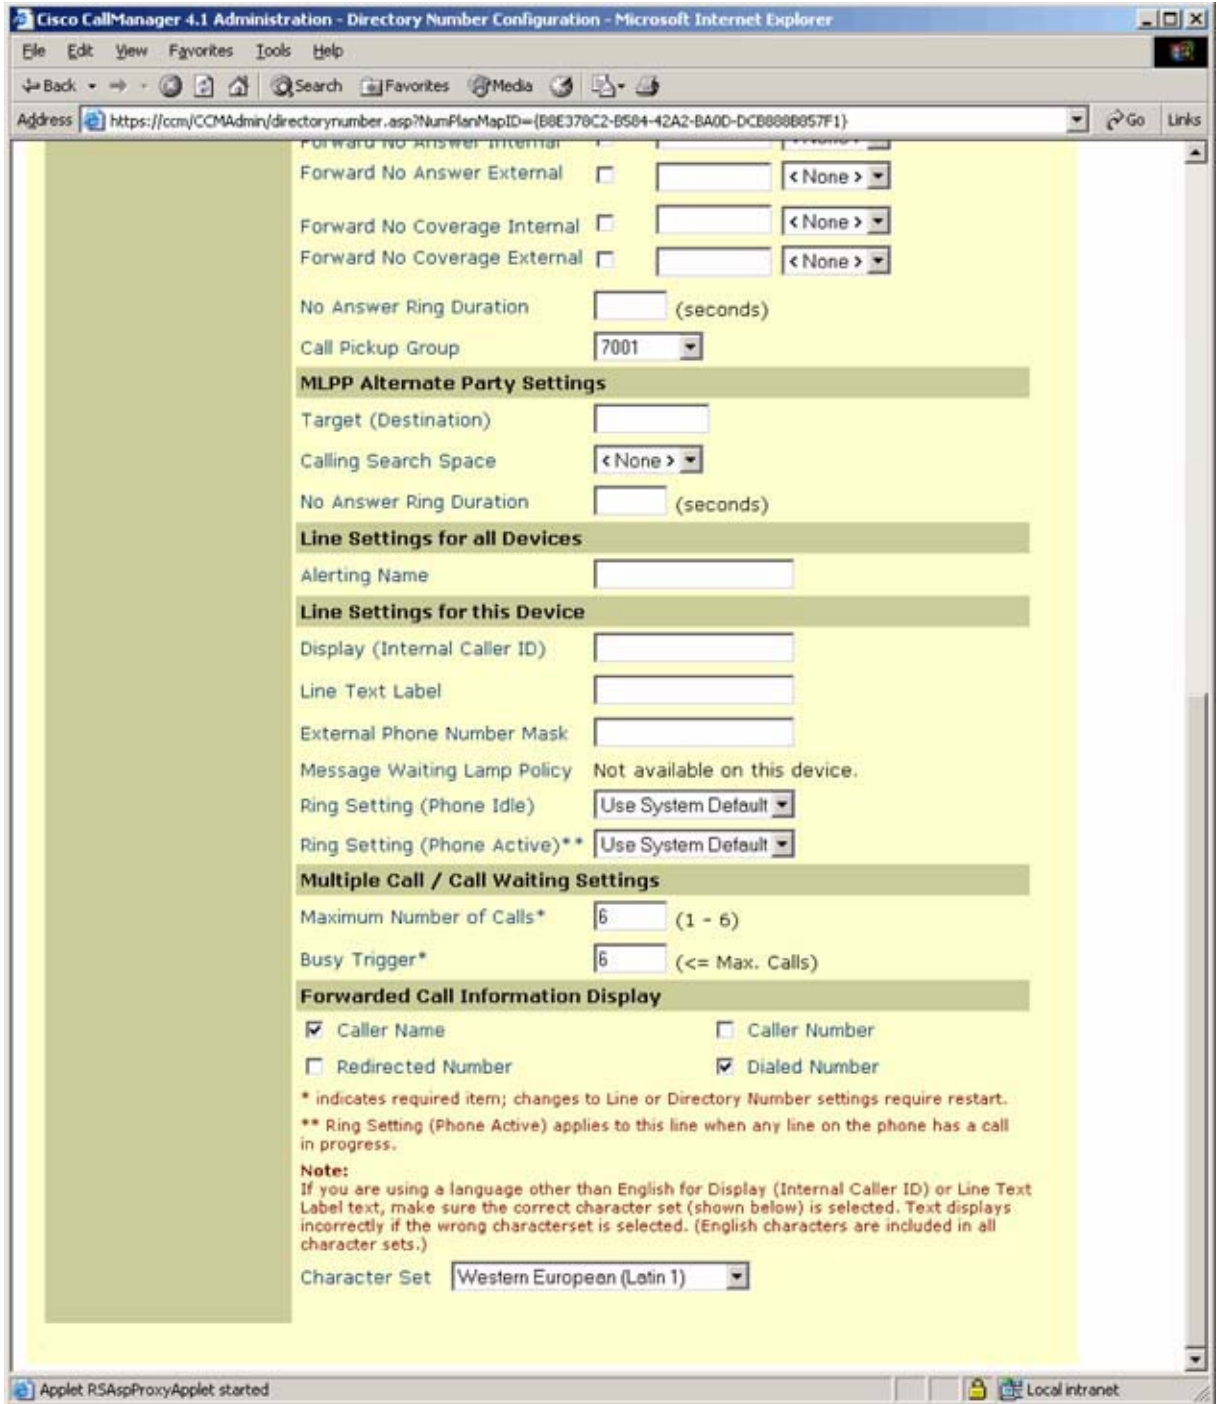 Cisco CallManager 4.1 Administration - Directory Number Configuration - Microsoft Internet Explorer
File Edit View Favorites Tools Help
Back Search Favorites Media
Address https://ccm/CCMAdmin/directorynumber.asp?NumPlanMapID={B8E378C2-B584-42A2-BA0D-DCB888B857F1} Go Links
Forward No Answer Internal < None >
Forward No Answer External < None >
Forward No Coverage Internal < None >
Forward No Coverage External < None >
No Answer Ring Duration (seconds)
Call Pickup Group 7001
MLPP Alternate Party Settings
Target (Destination)
Calling Search Space < None >
No Answer Ring Duration (seconds)
Line Settings for all Devices
Alerting Name
Line Settings for this Device
Display (Internal Caller ID)
Line Text Label
External Phone Number Mask
Message Waiting Lamp Policy Not available on this device.
Ring Setting (Phone Idle) Use System Default
Ring Setting (Phone Active)** Use System Default
Multiple Call / Call Waiting Settings
Maximum Number of Calls* 6 (1 - 6)
Busy Trigger* 6 (<= Max. Calls)
Forwarded Call Information Display
Caller Name Caller Number
Redirected Number Dialed Number
* indicates required item; changes to Line or Directory Number settings require restart.
** Ring Setting (Phone Active) applies to this line when any line on the phone has a call
in progress.
Note:
If you are using a language other than English for Display (Internal Caller ID) or Line Text
Label text, make sure the correct character set (shown below) is selected. Text displays
incorrectly if the wrong characterset is selected. (English characters are included in all
character sets.)
Character Set Western European (Latin 1)
Applet RSAspProxyApplet started Local intranet